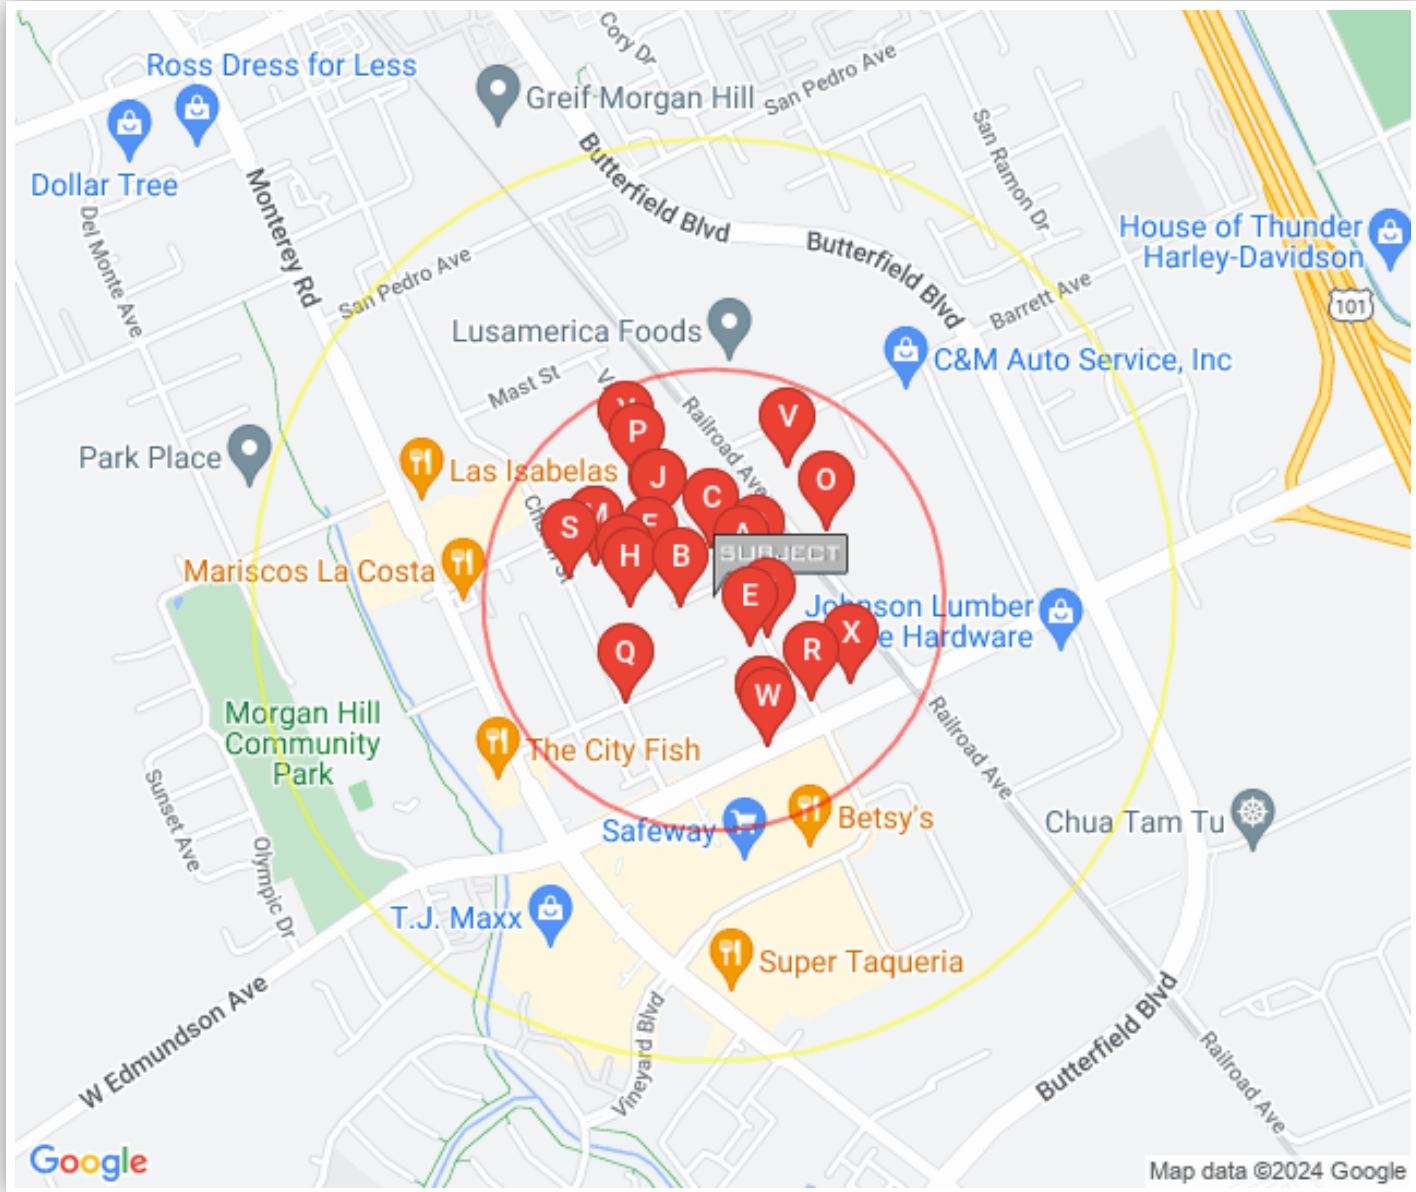 Cory Dr
Ross Dress for Less
Greif Morgan Hill
San Pedro Ave
Dollar Tree
Butterfield Blvd
San Ramon Dr
Monterey Rd
Del Monte Ave
House of Thunder
Harley-Davidson
Butterfield Blvd
San Pedro Ave
Barrett Ave
101
Lusamerica Foods
C&M Auto Service, Inc
Mast St
Railroad Ave
V
P
Park Place
Las Isabelas
J
C
O
Church St
S
M
A
SUBJECT
H
B
Mariscos La Costa
E
Johnson Lumber
Hardware
X
R
Q
W
Morgan Hill
Community
Park
The City Fish
Railroad Ave
Sunset Ave
Safeway
Betsy's
Chua Tam Tu
Olympic Dr
T.J. Maxx
Super Taqueria
W Edmundson Ave
Vineyard Blvd
Butterfield Blvd
Railroad Ave
Google
Map data ©2024 Google